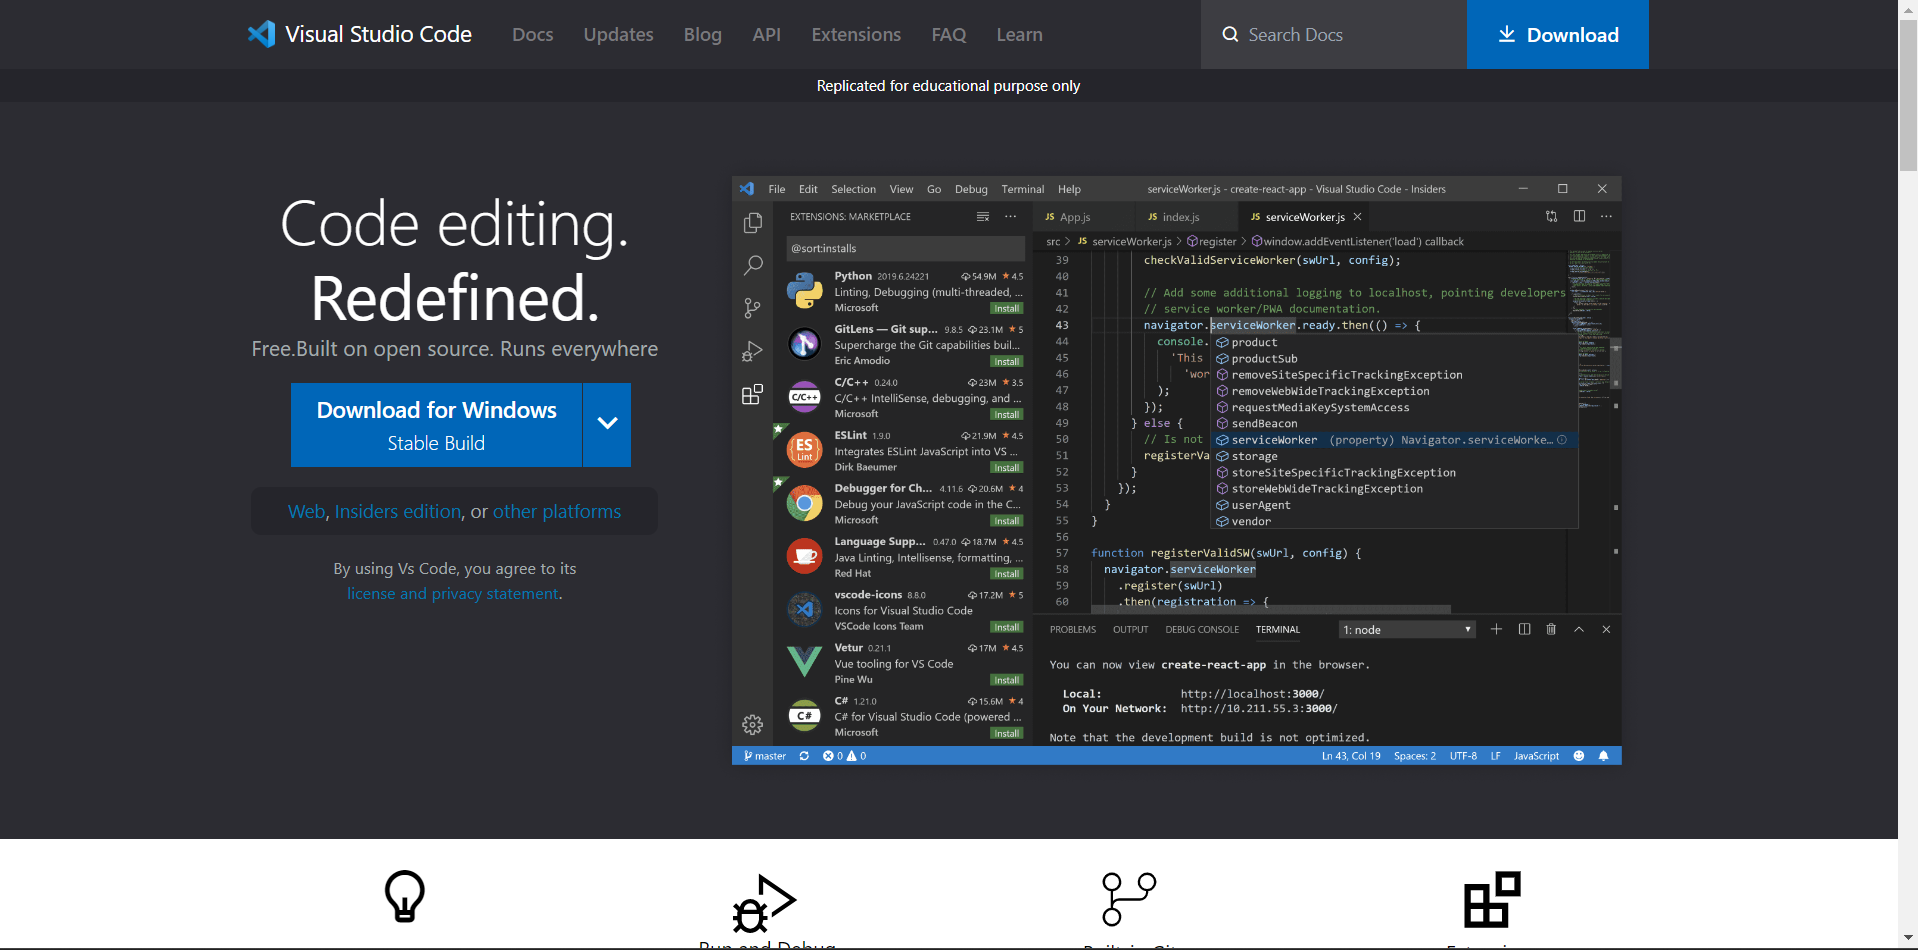 Visual Studio Code Docs Updates Blog API Extensions FAQ Learn Search Docs Download
Replicated for educational purpose only
Code editing.
Redefined.
Free.Built on open source. Runs everywhere
Download for Windows
Stable Build
Web, Insiders edition, or other platforms
By using Vs Code, you agree to its
license and privacy statement.
File Edit Selection View Go Debug Terminal Help serviceWorker.js - create-react-app - Visual Studio Code - Insiders
EXTENSIONS: MARKETPLACE
@sort:installs
Python 2019.6.24221 54.9M ★ 4.5
Linting, Debugging (multi-threaded, ...
Microsoft Install
GitLens — Git sup... 9.8.5 23.1M ★ 5
Supercharge the Git capabilities buil...
Eric Amodio Install
C/C++
C/C++ 0.24.0 23M ★ 3.5
C/C++ IntelliSense, debugging, and ...
Microsoft Install
ES
Lint
ESLint 1.9.0 21.9M ★ 4.5
Integrates ESLint JavaScript into VS ...
Dirk Baeumer Install
Debugger for Ch... 4.11.6 20.6M ★ 4
Debug your JavaScript code in the C...
Microsoft Install
Language Supp... 0.47.0 18.7M ★ 4.5
Java Linting, Intellisense, formatting, ...
Red Hat Install
vscode-icons 8.8.0 17.2M ★ 5
Icons for Visual Studio Code
VSCode Icons Team Install
Vetur 0.21.1 17M ★ 4.5
Vue tooling for VS Code
Pine Wu Install
C#
C# 1.21.0 15.6M ★ 4
C# for Visual Studio Code (powered ...
Microsoft Install
JS App.js JS index.js JS serviceWorker.js
src > JS serviceWorker.js > register > window.addEventListener('load') callback
39 checkValidServiceWorker(swUrl, config);
40
41 // Add some additional logging to localhost, pointing developers
42 // service worker/PWA documentation.
43 navigator.serviceWorker.ready.then(() => {
44 console.
45 'This
46 'wor
47 );
48 });
49 } else {
50 // Is not
51 registerVa
52 }
53 });
54 }
55 }
56
57 function registerValidSW(swUrl, config) {
58 navigator.serviceWorker
59 .register(swUrl)
60 .then(registration => {
product
productSub
removeSiteSpecificTrackingException
removeWebWideTrackingException
requestMediaKeySystemAccess
sendBeacon
serviceWorker (property) Navigator.serviceWorke...
storage
storeSiteSpecificTrackingException
storeWebWideTrackingException
userAgent
vendor
PROBLEMS OUTPUT DEBUG CONSOLE TERMINAL 1: node
You can now view create-react-app in the browser.
Local: http://localhost:3000/
On Your Network: http://10.211.55.3:3000/
Note that the development build is not optimized.
master 0 0 Ln 43, Col 19 Spaces: 2 UTF-8 LF JavaScript
Run and Debug